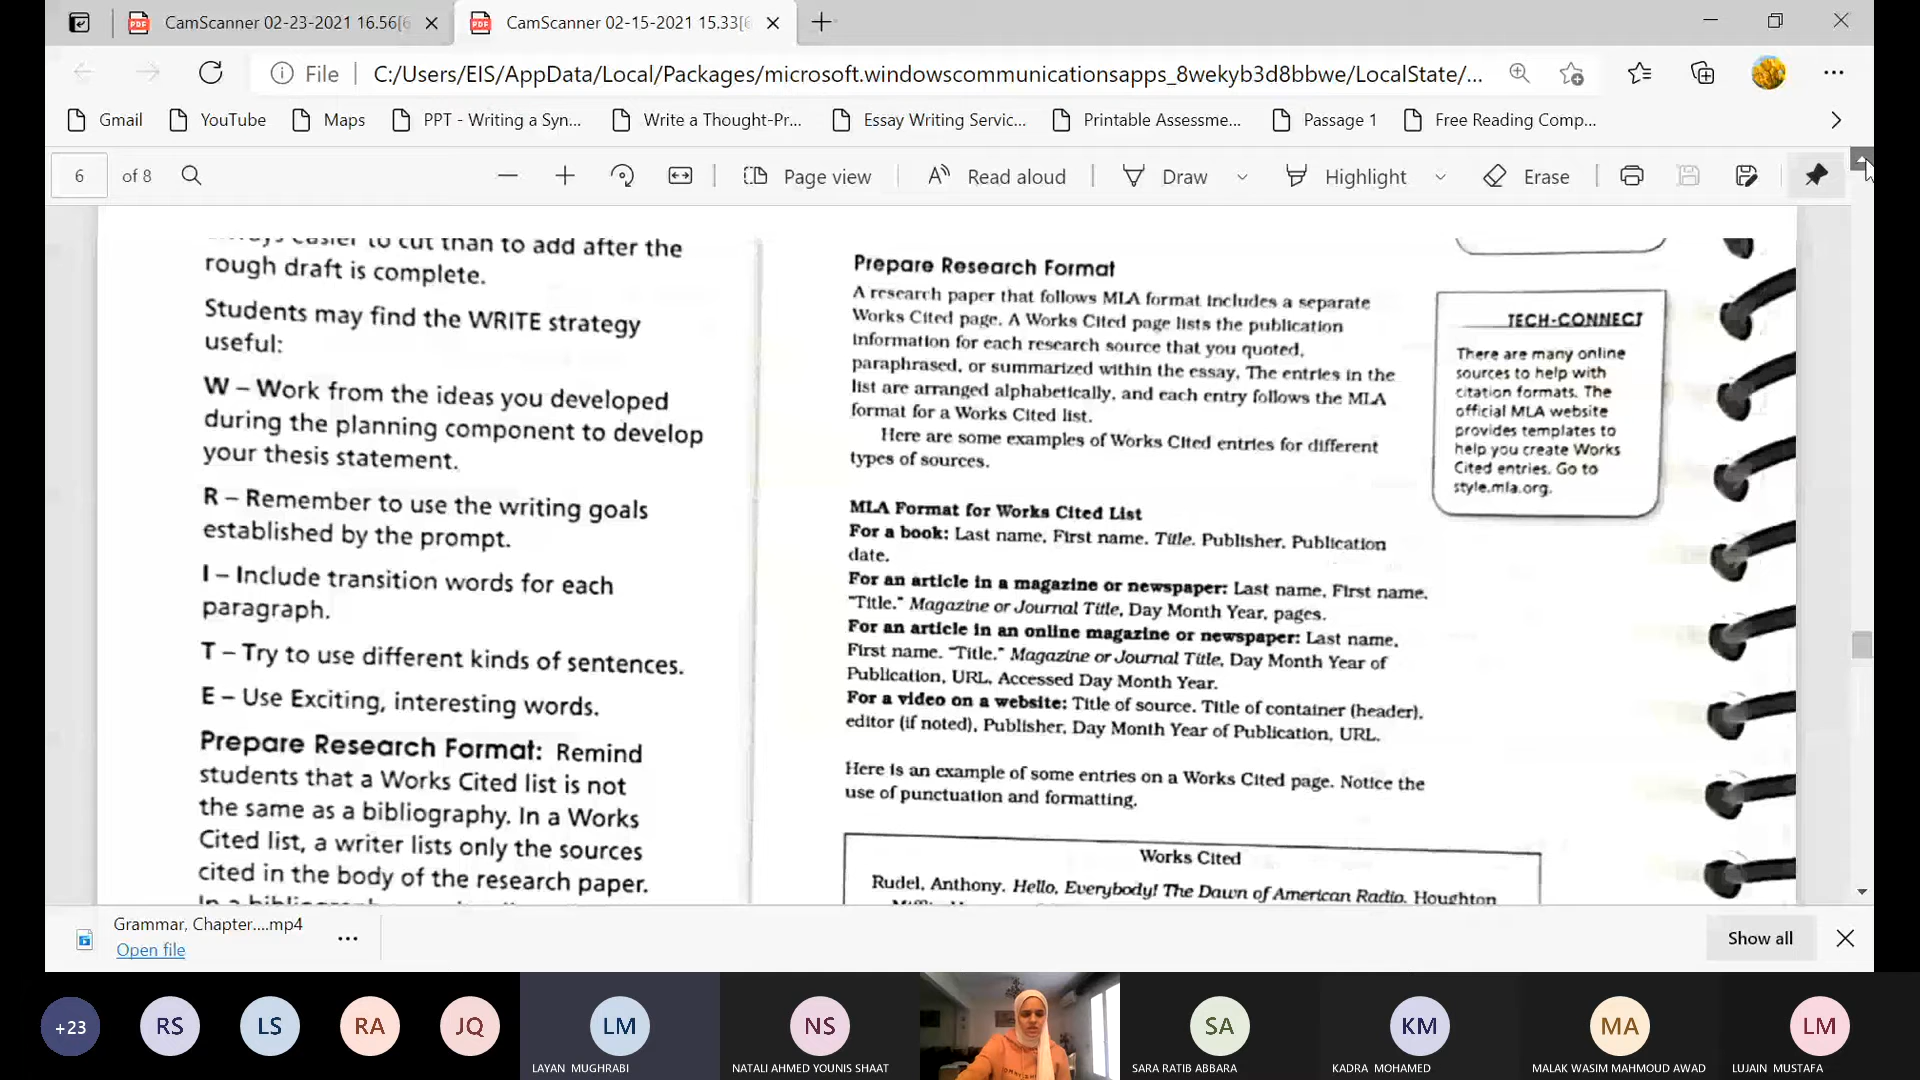 CamScanner 02-23-2021 16.56[6
CamScanner 02-15-2021 15.33[6
File
C:/Users/EIS/AppData/Local/Packages/microsoft.windowscommunicationsapps_8wekyb3d8bbwe/LocalState/...
Gmail
YouTube
Maps
PPT - Writing a Syn...
Write a Thought-Pr...
Essay Writing Servic...
Printable Assessme...
Passage 1
Free Reading Comp...
6 of 8
Page view
Read aloud
Draw
Highlight
Erase
always easier to cut than to add after the
rough draft is complete.
Students may find the WRITE strategy
useful:
W – Work from the ideas you developed
during the planning component to develop
your thesis statement.
R – Remember to use the writing goals
established by the prompt.
I – Include transition words for each
paragraph.
T – Try to use different kinds of sentences.
E – Use Exciting, interesting words.
Prepare Research Format: Remind
students that a Works Cited list is not
the same as a bibliography. In a Works
Cited list, a writer lists only the sources
cited in the body of the research paper.
Prepare Research Format
A research paper that follows MLA format includes a separate
Works Cited page. A Works Cited page lists the publication
information for each research source that you quoted,
paraphrased, or summarized within the essay. The entries in the
list are arranged alphabetically, and each entry follows the MLA
format for a Works Cited list.
Here are some examples of Works Cited entries for different
types of sources.
MLA Format for Works Cited List
For a book: Last name, First name. Title. Publisher, Publication
date.
For an article in a magazine or newspaper: Last name, First name.
"Title." Magazine or Journal Title, Day Month Year, pages.
For an article in an online magazine or newspaper: Last name,
First name. "Title." Magazine or Journal Title, Day Month Year of
Publication, URL. Accessed Day Month Year.
For a video on a website: Title of source. Title of container (header),
editor (if noted), Publisher, Day Month Year of Publication, URL.
Here is an example of some entries on a Works Cited page. Notice the
use of punctuation and formatting.
Works Cited
Rudel, Anthony. Hello, Everybody! The Dawn of American Radio. Houghton
TECH-CONNECT
There are many online
sources to help with
citation formats. The
official MLA website
provides templates to
help you create Works
Cited entries. Go to
style.mla.org.
Grammar, Chapter....mp4
Open file
Show all
+23
RS
LS
RA
JQ
LM
LAYAN MUGHRABI
NS
NATALI AHMED YOUNIS SHAAT
SA
SARA RATIB ABBARA
KM
KADRA MOHAMED
MA
MALAK WASIM MAHMOUD AWAD
LM
LUJAIN MUSTAFA